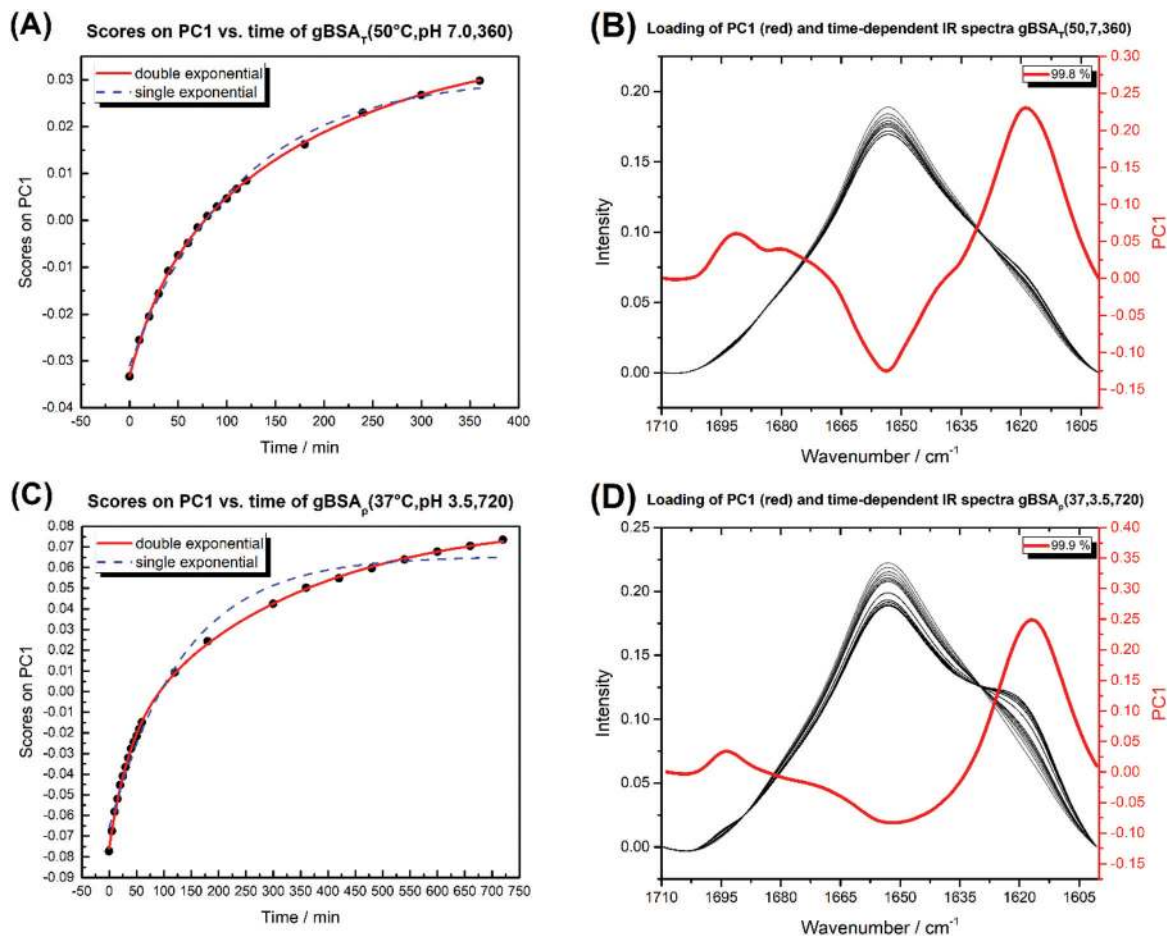 (A)
Scores on PC1 vs. time of gBSA_T(50°C,pH 7.0,360)
double exponential
single exponential
0.03
0.02
0.01
0.00
-0.01
-0.02
-0.03
-0.04
Scores on PC1
-50 0 50 100 150 200 250 300 350 400
Time / min
(B)
Loading of PC1 (red) and time-dependent IR spectra gBSA_T(50,7,360)
99.8 %
0.20
0.15
0.10
0.05
0.00
Intensity
0.30
0.25
0.20
0.15
0.10
0.05
0.00
-0.05
-0.10
-0.15
PC1
1710 1695 1680 1665 1650 1635 1620 1605
Wavenumber / cm⁻¹
(C)
Scores on PC1 vs. time of gBSA_p(37°C,pH 3.5,720)
double exponential
single exponential
0.08
0.07
0.06
0.05
0.04
0.03
0.02
0.01
0.00
-0.01
-0.02
-0.03
-0.04
-0.05
-0.06
-0.07
-0.08
-0.09
Scores on PC1
-50 0 50 100 150 200 250 300 350 400 450 500 550 600 650 700 750
Time / min
(D)
Loading of PC1 (red) and time-dependent IR spectra gBSA_p(37,3.5,720)
99.9 %
0.25
0.20
0.15
0.10
0.05
0.00
Intensity
0.40
0.35
0.30
0.25
0.20
0.15
0.10
0.05
0.00
-0.05
-0.10
-0.15
PC1
1710 1695 1680 1665 1650 1635 1620 1605
Wavenumber / cm⁻¹